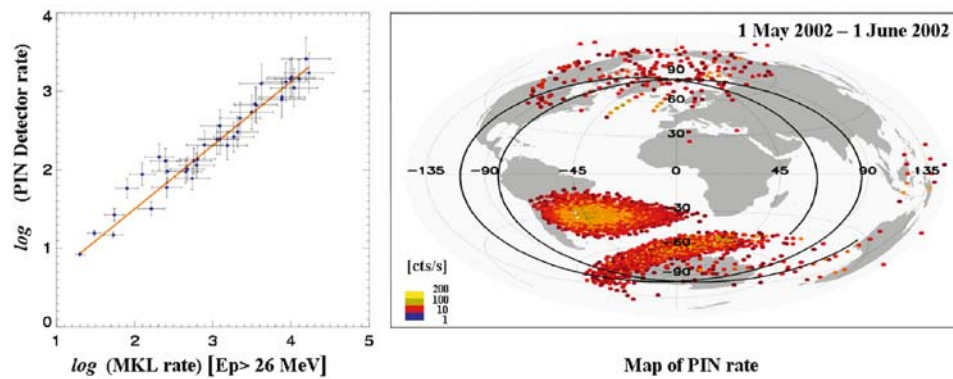 4
3
2
1
0
log (PIN Detector rate)
1 2 3 4 5
log (MKL rate) [Ep> 26 MeV]
1 May 2002 – 1 June 2002
90
60
30
−135 −90 −45 0 45 90 135
−30
−60
−90
[cts/s]
200
100
10
1
Map of PIN rate